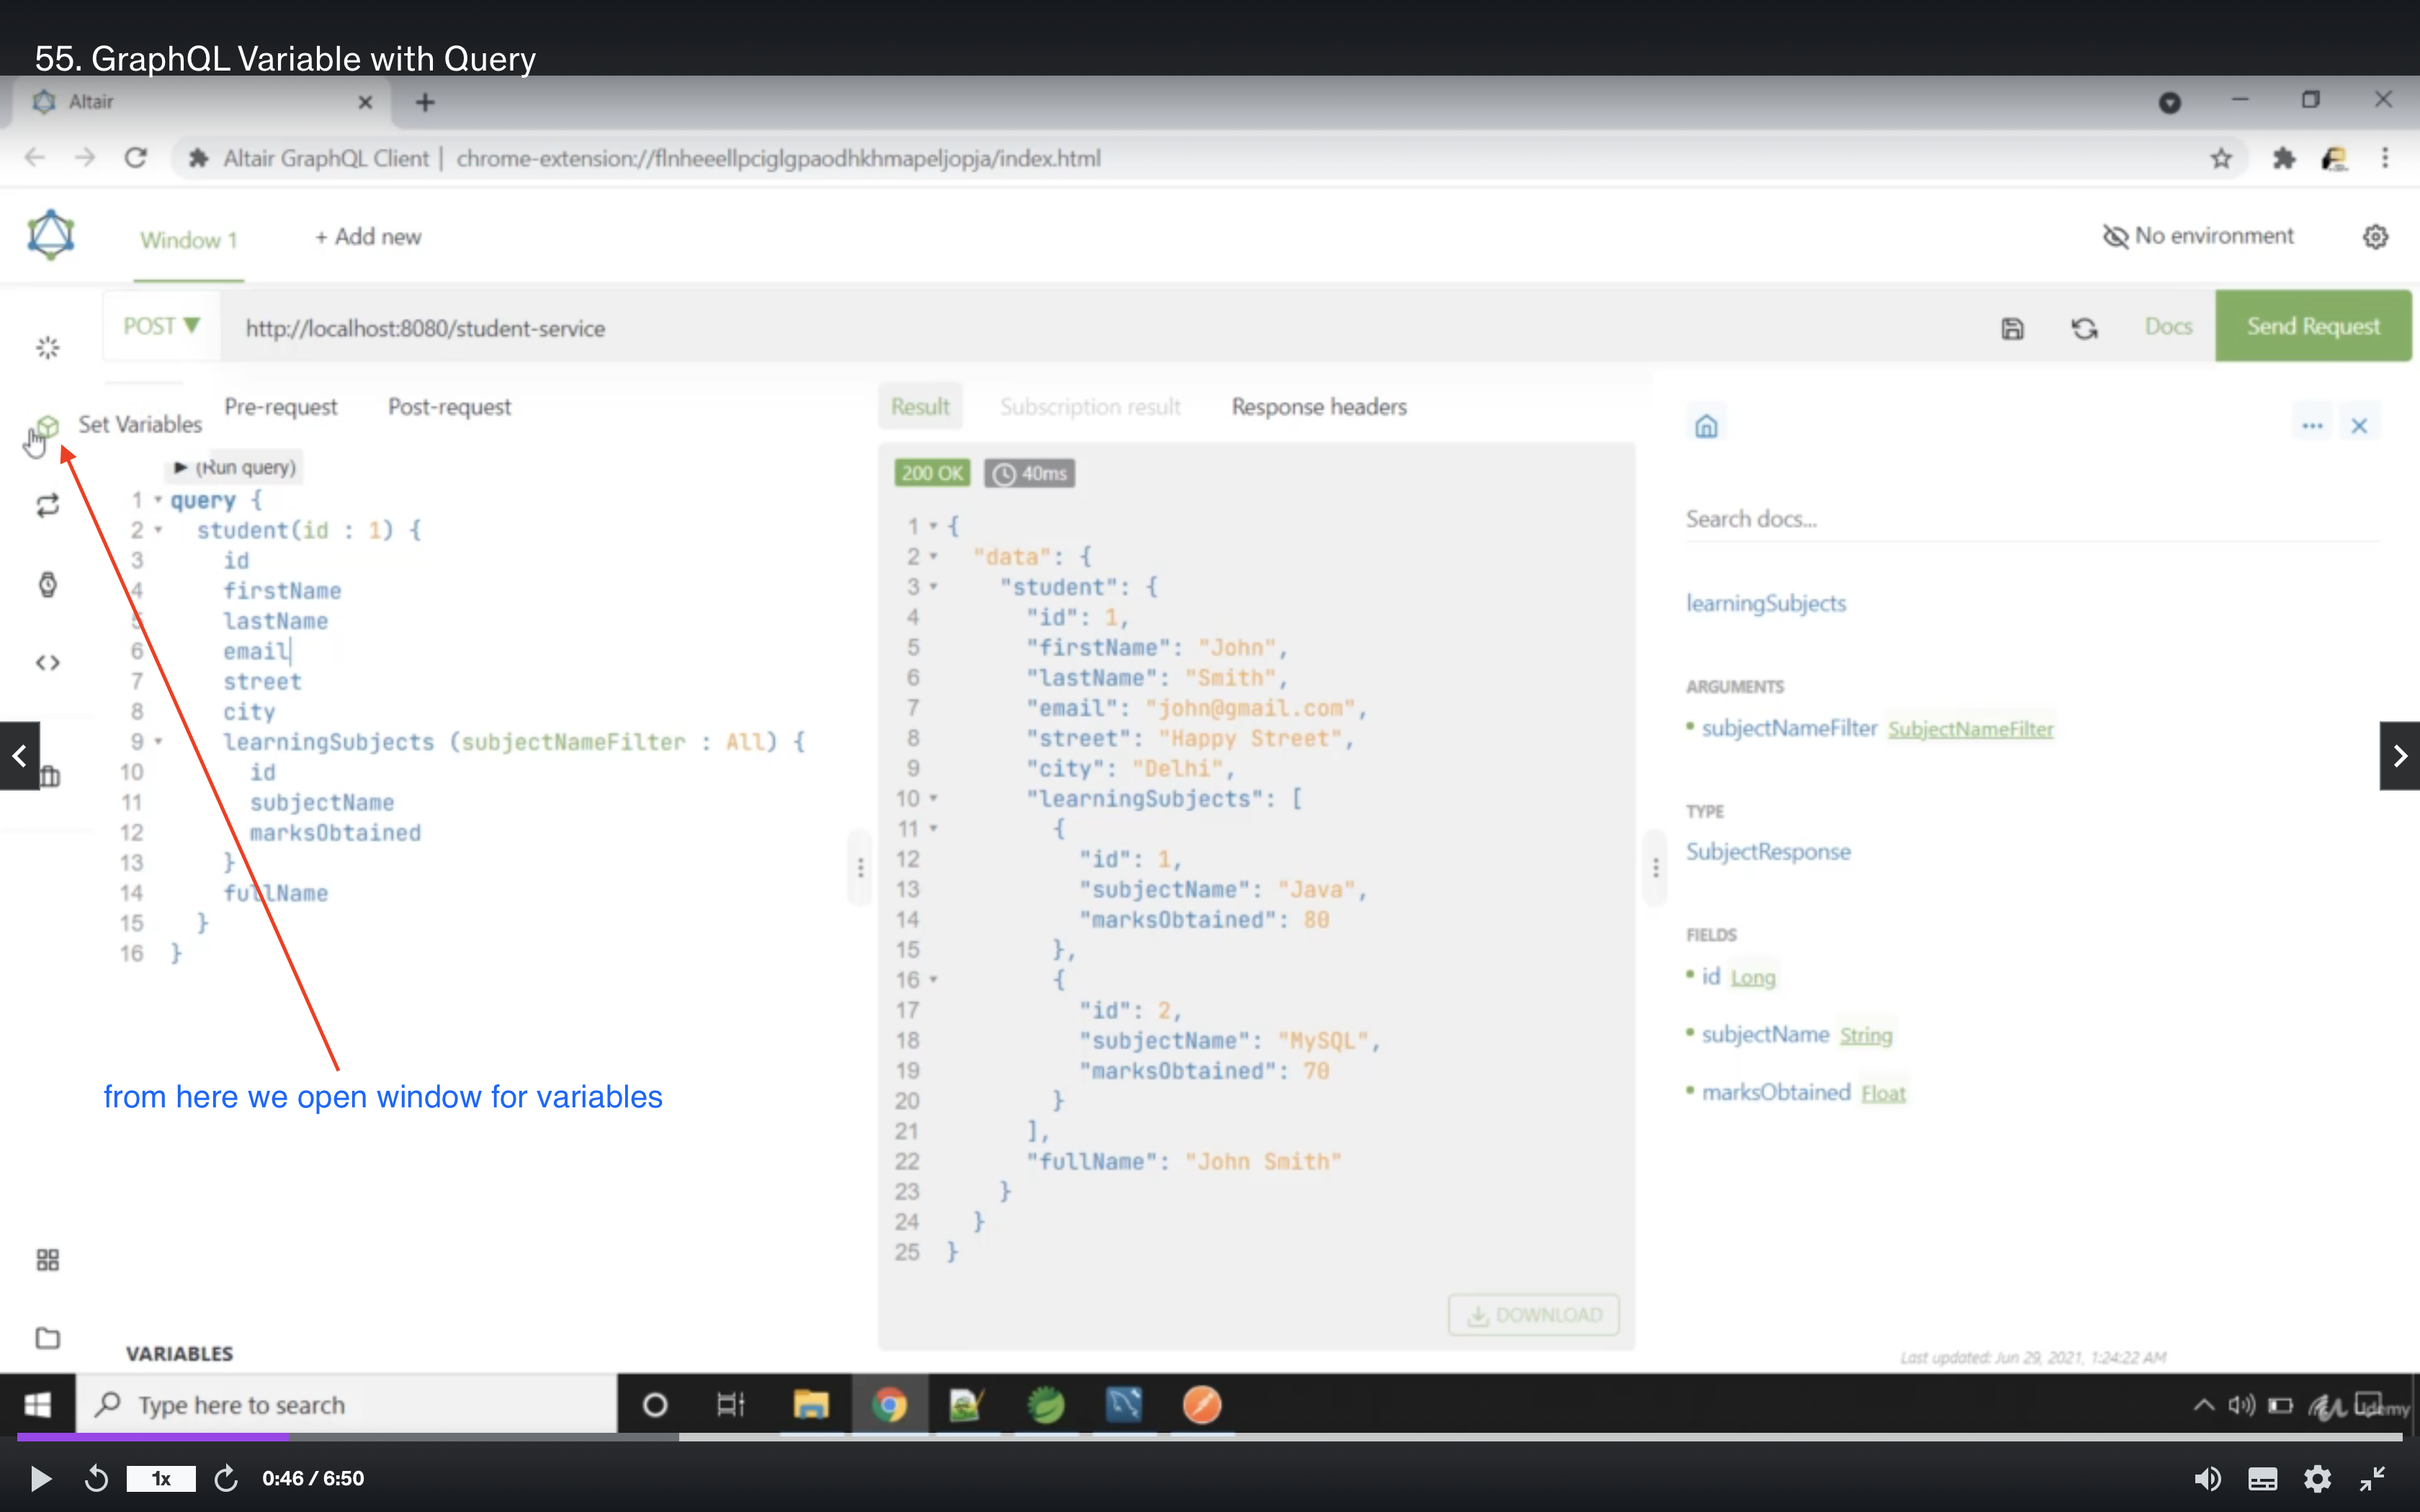 55. GraphQL Variable with Query
Altair
Altair GraphQL Client | chrome-extension://flnheeellpciglgpaodhkhmapeljopja/index.html
Window 1
+ Add new
No environment
POST
http://localhost:8080/student-service
Docs
Send Request
Set Variables
Pre-request
Post-request
(Run query)
1 query {
2 student(id : 1) {
3 id
4 firstName
5 lastName
6 email
7 street
8 city
9 learningSubjects (subjectNameFilter : All) {
10 id
11 subjectName
12 marksObtained
13 }
14 fullName
15 }
16 }
from here we open window for variables
VARIABLES
Result
Subscription result
Response headers
200 OK
40ms
1 {
2 "data": {
3 "student": {
4 "id": 1,
5 "firstName": "John",
6 "lastName": "Smith",
7 "email": "john@gmail.com",
8 "street": "Happy Street",
9 "city": "Delhi",
10 "learningSubjects": [
11 {
12 "id": 1,
13 "subjectName": "Java",
14 "marksObtained": 80
15 },
16 {
17 "id": 2,
18 "subjectName": "MySQL",
19 "marksObtained": 70
20 }
21 ],
22 "fullName": "John Smith"
23 }
24 }
25 }
DOWNLOAD
Search docs...
learningSubjects
ARGUMENTS
subjectNameFilter SubjectNameFilter
TYPE
SubjectResponse
FIELDS
id Long
subjectName String
marksObtained Float
Last updated: Jun 29, 2021, 1:24:22 AM
Type here to search
Udemy
1x
0:46 / 6:50